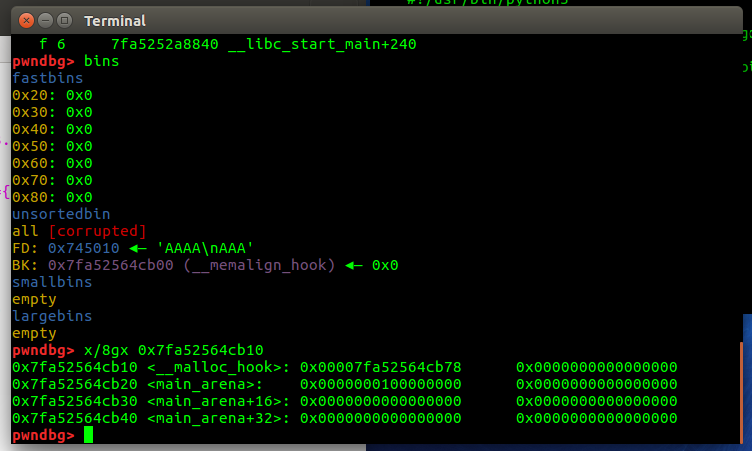 #!/usr/bin/python3
Terminal
f 6     7fa5252a8840 __libc_start_main+240
pwndbg> bins
fastbins
0x20: 0x0
0x30: 0x0
0x40: 0x0
0x50: 0x0
0x60: 0x0
0x70: 0x0
0x80: 0x0
unsortedbin
all [corrupted]
FD: 0x745010 ◂— 'AAAA\nAAA'
BK: 0x7fa52564cb00 (__memalign_hook) ◂— 0x0
smallbins
empty
largebins
empty
pwndbg> x/8gx 0x7fa52564cb10
0x7fa52564cb10 <__malloc_hook>: 0x00007fa52564cb78      0x0000000000000000
0x7fa52564cb20 <main_arena>:    0x0000000100000000      0x0000000000000000
0x7fa52564cb30 <main_arena+16>: 0x0000000000000000      0x0000000000000000
0x7fa52564cb40 <main_arena+32>: 0x0000000000000000      0x0000000000000000
pwndbg>